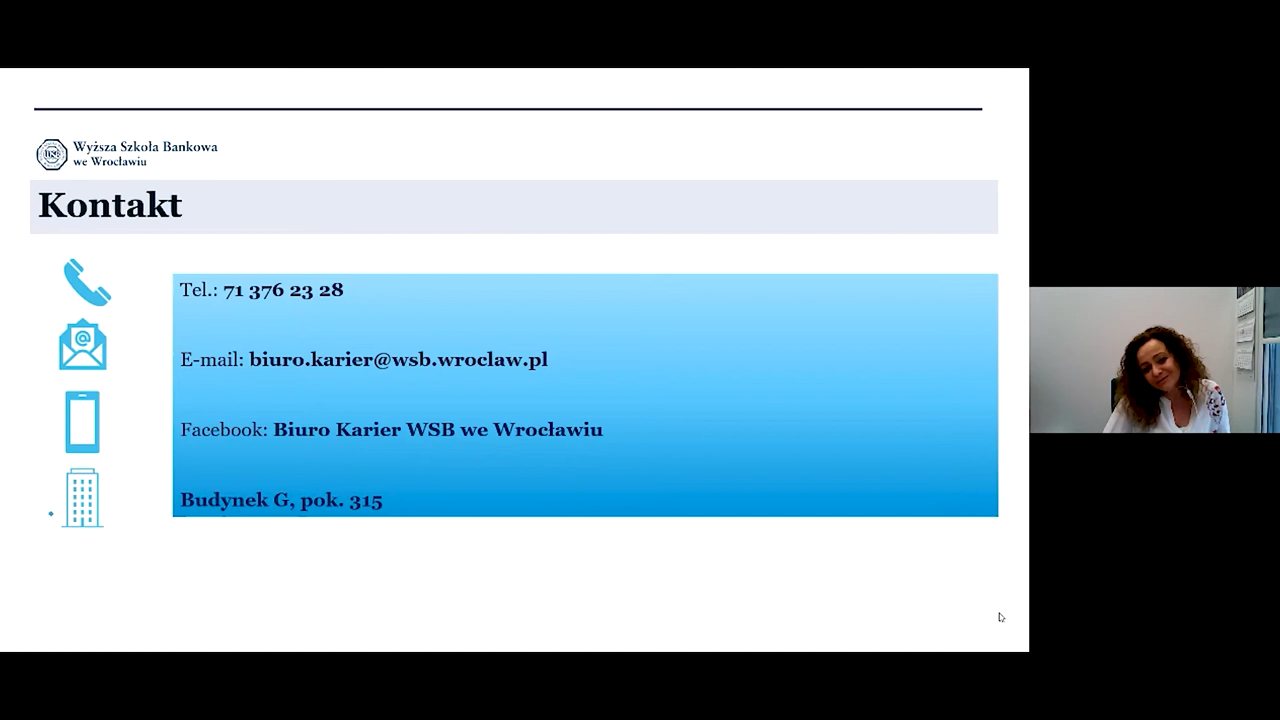 Wyższa Szkoła Bankowa
we Wrocławiu
Kontakt
Tel.: 71 376 23 28
E-mail: biuro.karier@wsb.wroclaw.pl
Facebook: Biuro Karier WSB we Wrocławiu
Budynek G, pok. 315